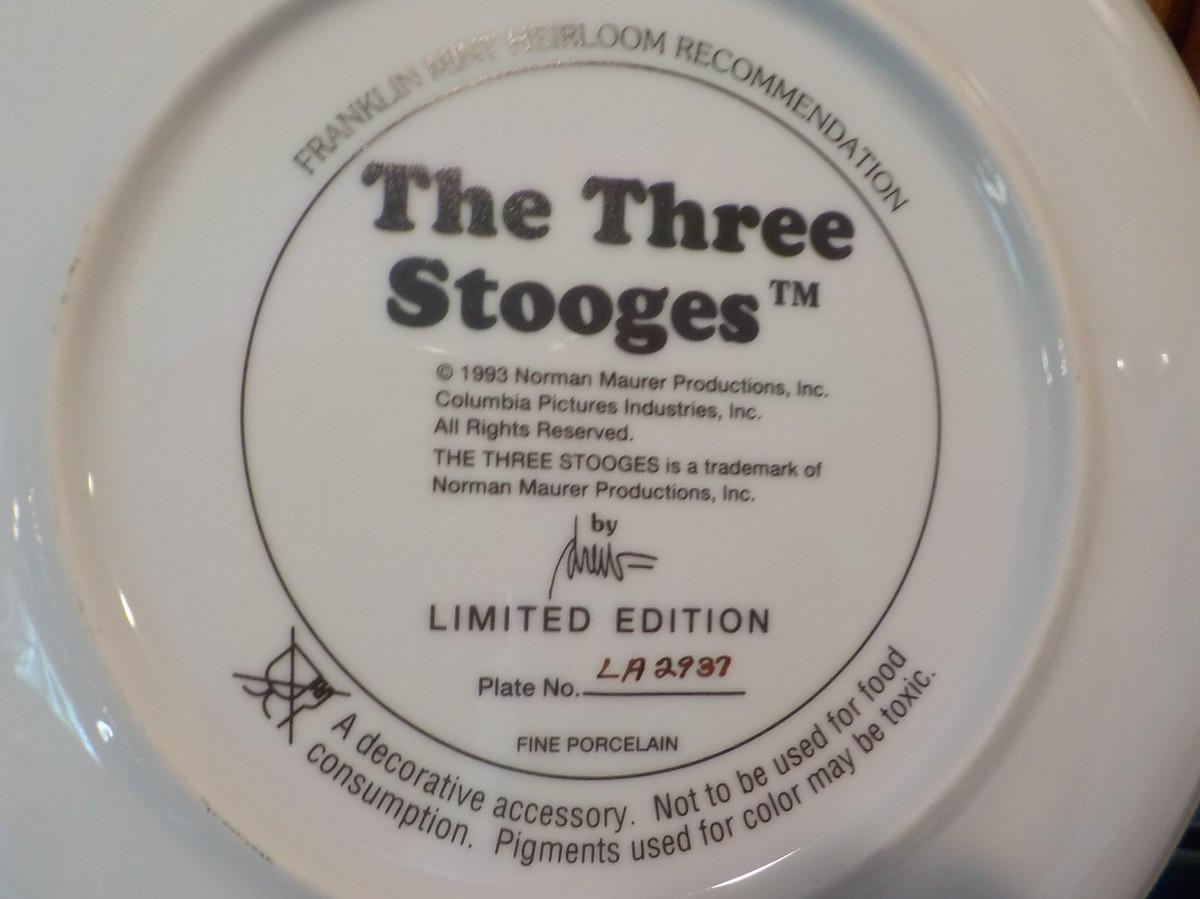 FRANKLIN MINT HEIRLOOM RECOMMENDATION
The Three
Stooges™
© 1993 Norman Maurer Productions, Inc.
Columbia Pictures Industries, Inc.
All Rights Reserved.
THE THREE STOOGES is a trademark of
Norman Maurer Productions, Inc.
by
drew
LIMITED EDITION
Plate No. LA2937
FINE PORCELAIN
A decorative accessory. Not to be used for food
consumption. Pigments used for color may be toxic.